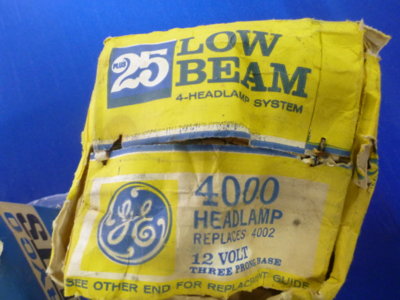 PLUS 25 LOW
BEAM
4-HEADLAMP SYSTEM
GE
4000
HEADLAMP
REPLACES 4002
12 VOLT
THREE PRONG BASE
SEE OTHER END FOR REPLACMENT GUIDE